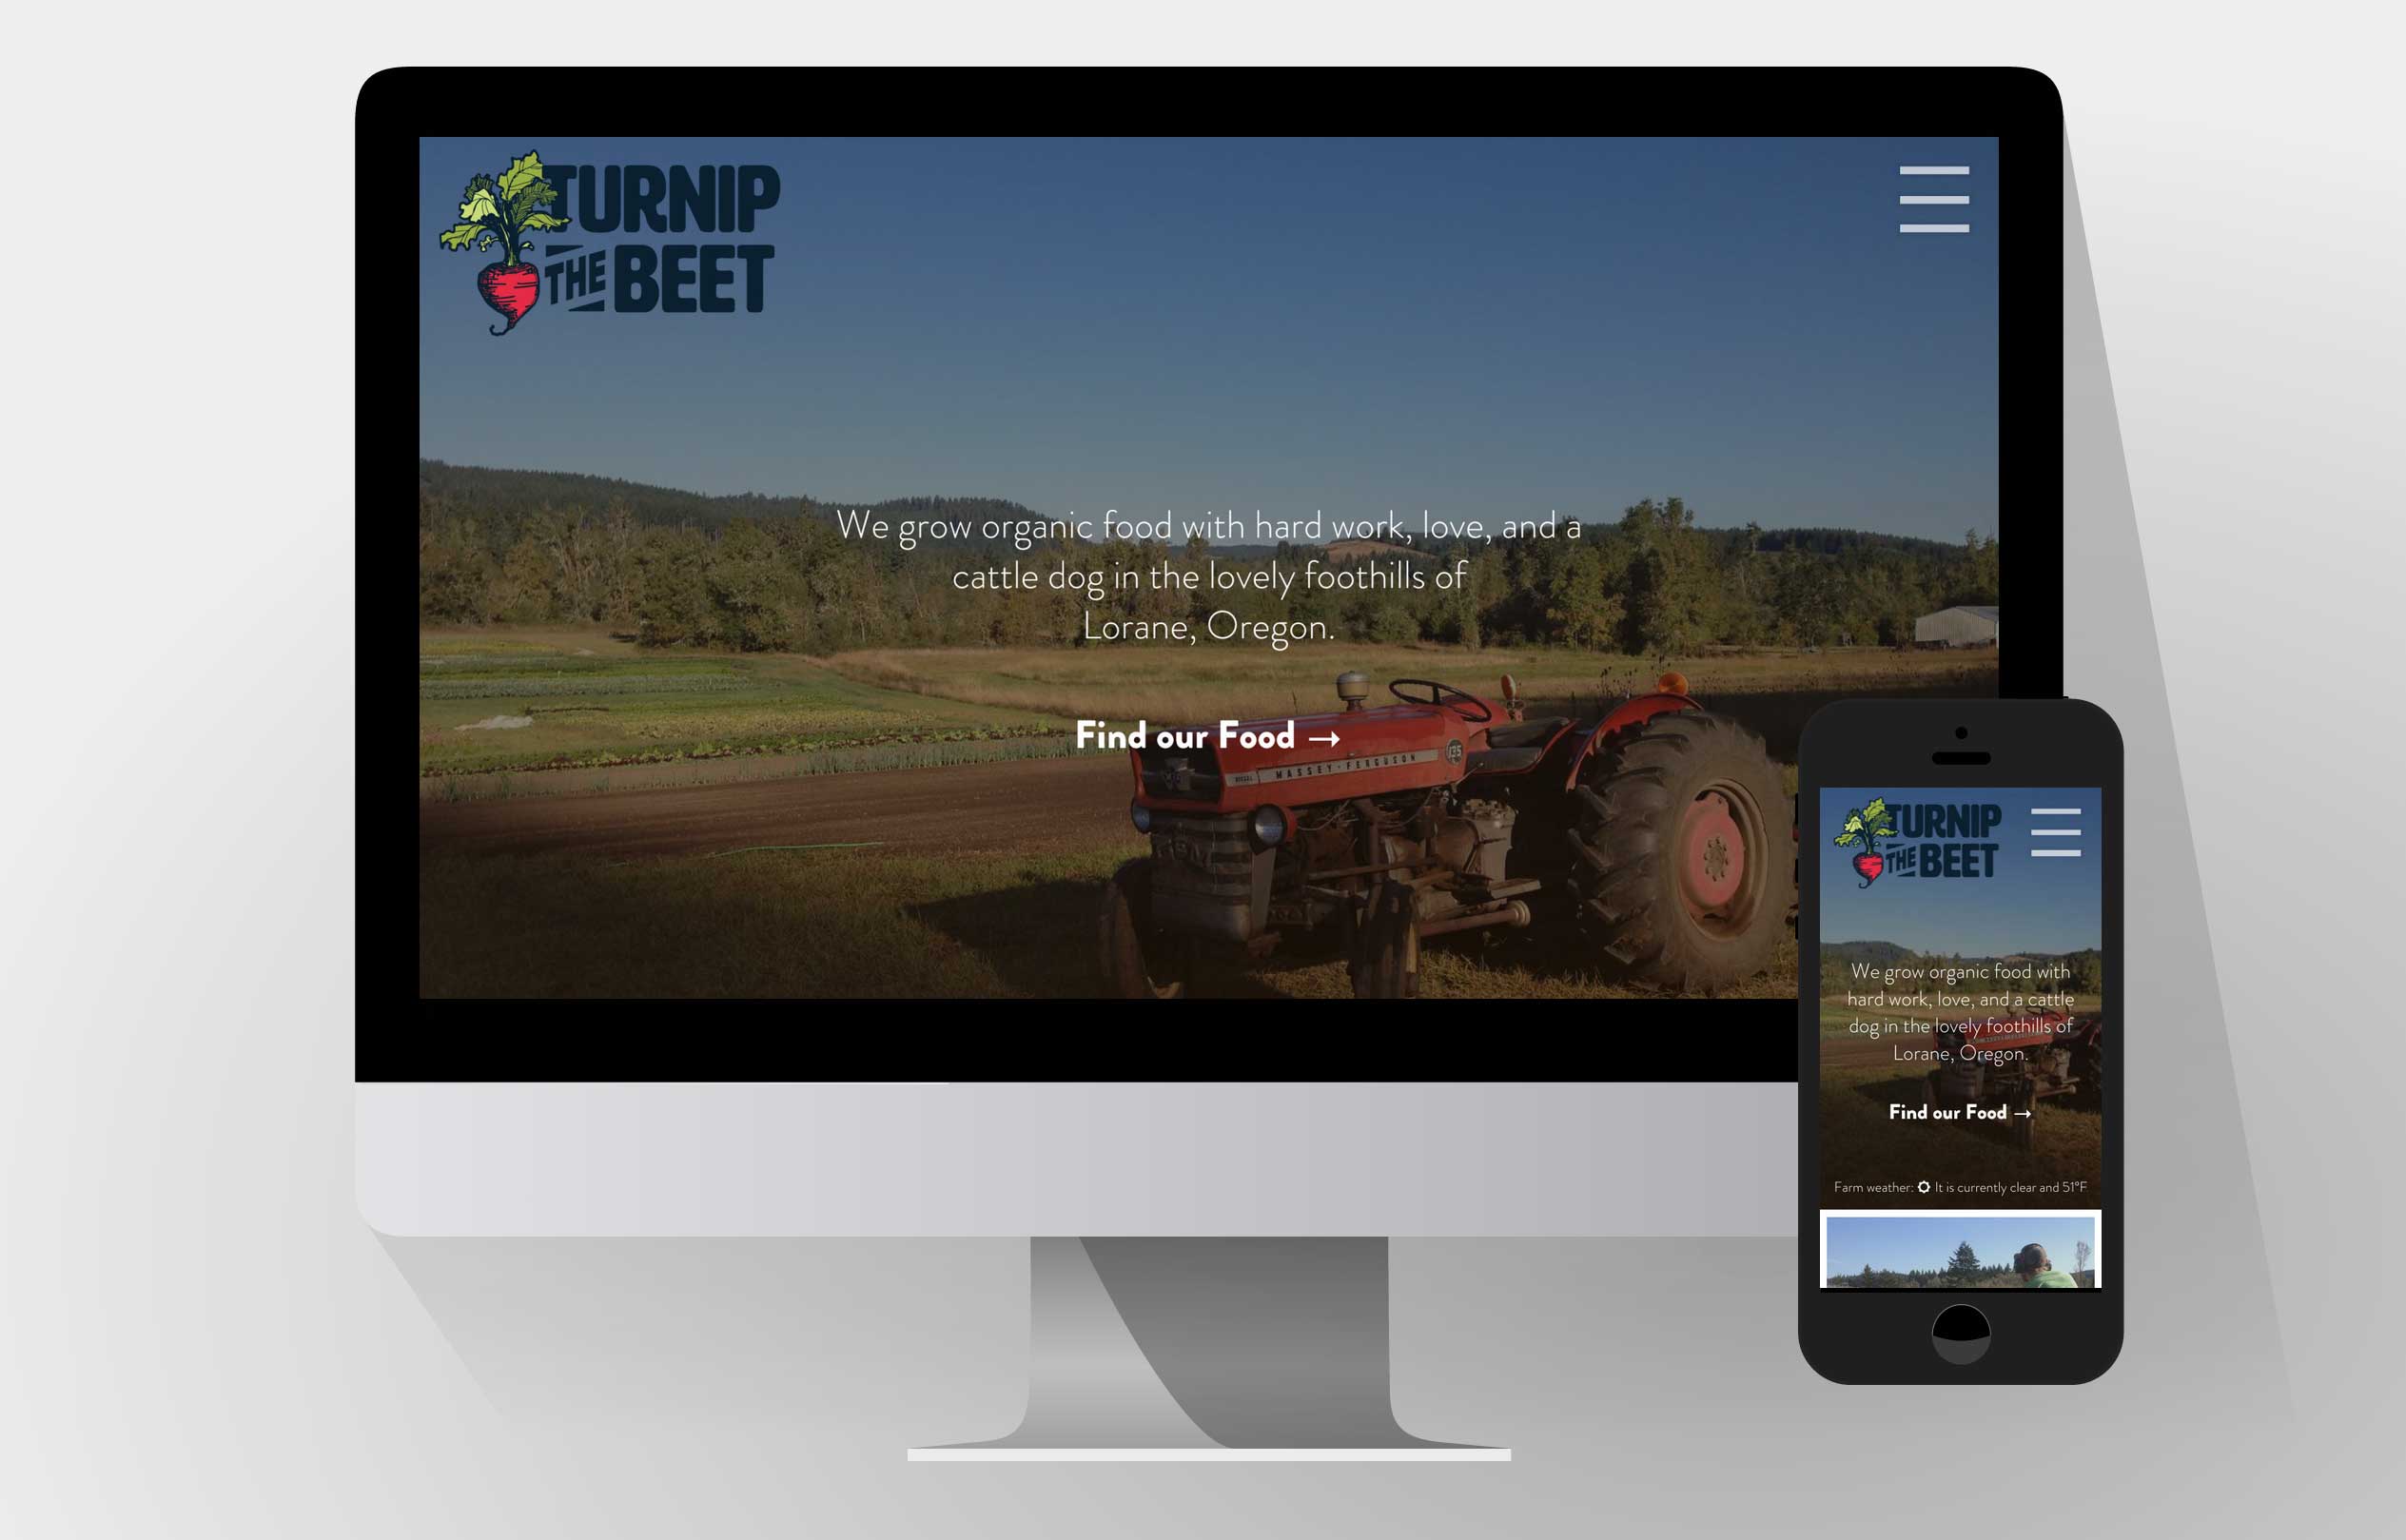 TURNIP
THE BEET
We grow organic food with hard work, love, and a
cattle dog in the lovely foothills of
Lorane, Oregon.
Find our Food →
135
DIESEL MASSEY-FERGUSON
TURNIP
THE BEET
We grow organic food with
hard work, love, and a cattle
dog in the lovely foothills of
Lorane, Oregon.
Find our Food →
Farm weather: It is currently clear and 51°F